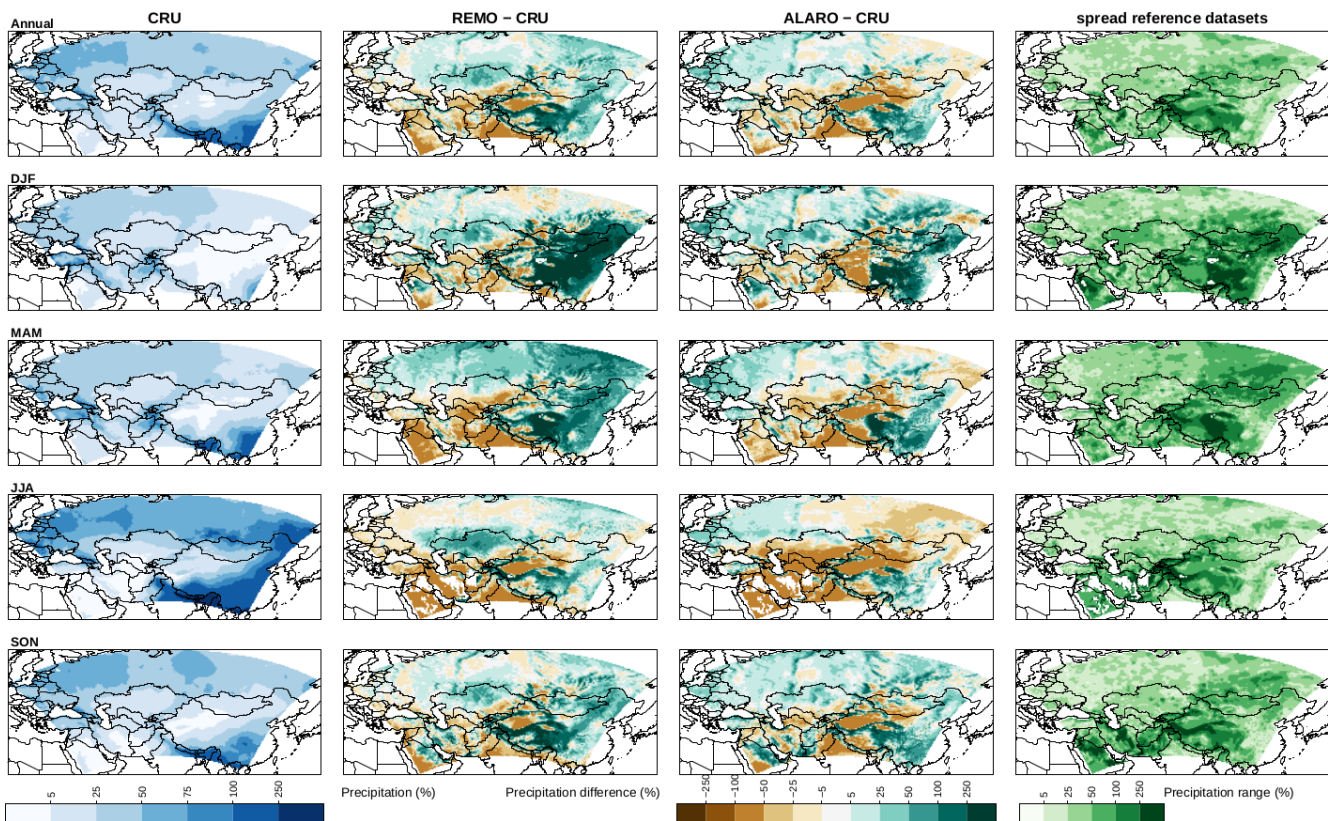 CRU
REMO − CRU
ALARO − CRU
spread reference datasets
Annual
DJF
MAM
JJA
SON
5
25
50
75
100
250
Precipitation (%)
Precipitation difference (%)
−250
−100
−50
−25
−5
5
25
50
100
250
5
25
50
100
250
Precipitation range (%)